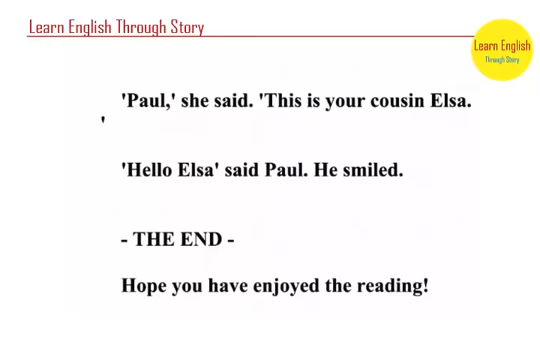 Learn English Through Story
Learn English
Through Story
'Paul,' she said. 'This is your cousin Elsa.
'
'Hello Elsa' said Paul. He smiled.
- THE END -
Hope you have enjoyed the reading!